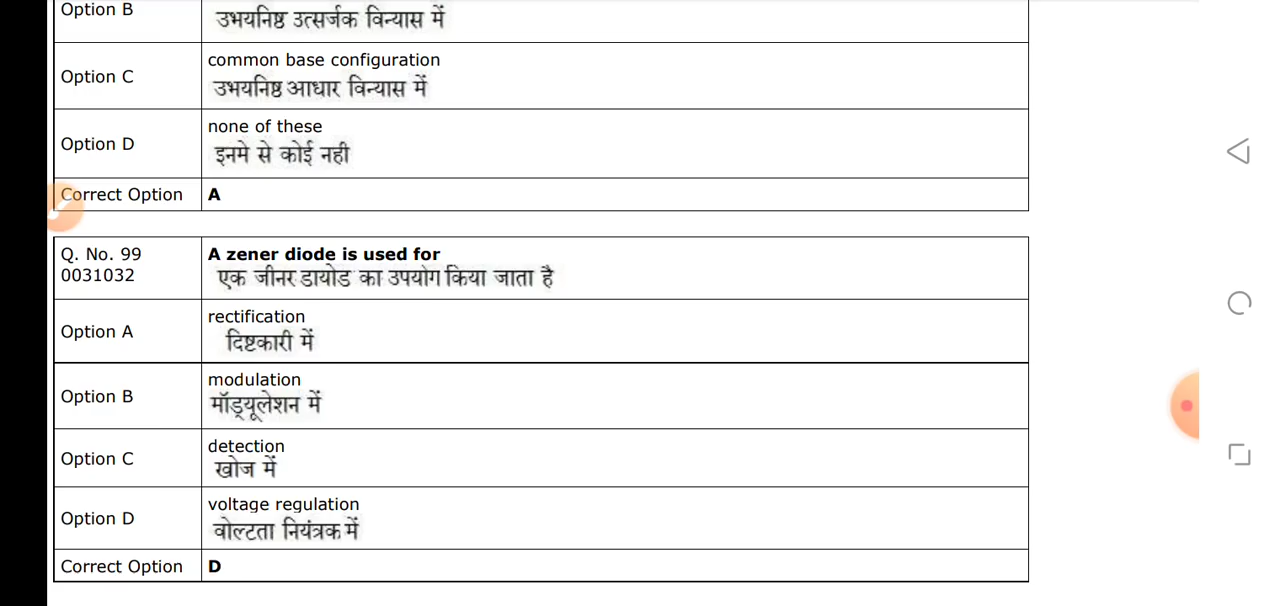 Option B
उभयनिष्ठ उत्सर्जक विन्यास में
Option C
common base configuration
उभयनिष्ठ आधार विन्यास में
Option D
none of these
इनमे से कोई नही
Correct Option
A
Q. No. 99
0031032
A zener diode is used for
एक जीनर डायोड का उपयोग किया जाता है
Option A
rectification
दिष्टकारी में
Option B
modulation
मॉड्यूलेशन में
Option C
detection
खोज में
Option D
voltage regulation
वोल्टता नियंत्रक में
Correct Option
D